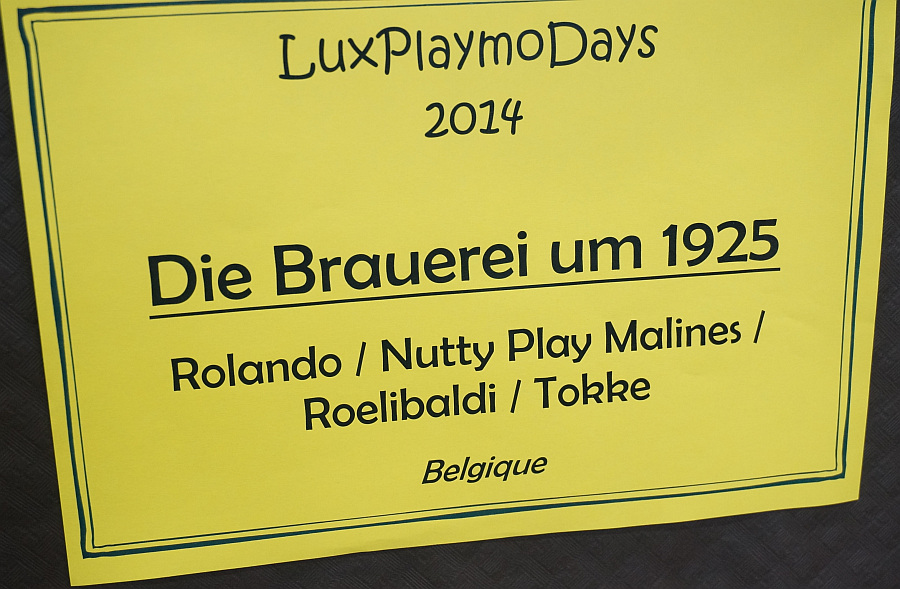 LuxPlaymoDays
2014
Die Brauerei um 1925
Rolando / Nutty Play Malines /
Roelibaldi / Tokke
Belgique